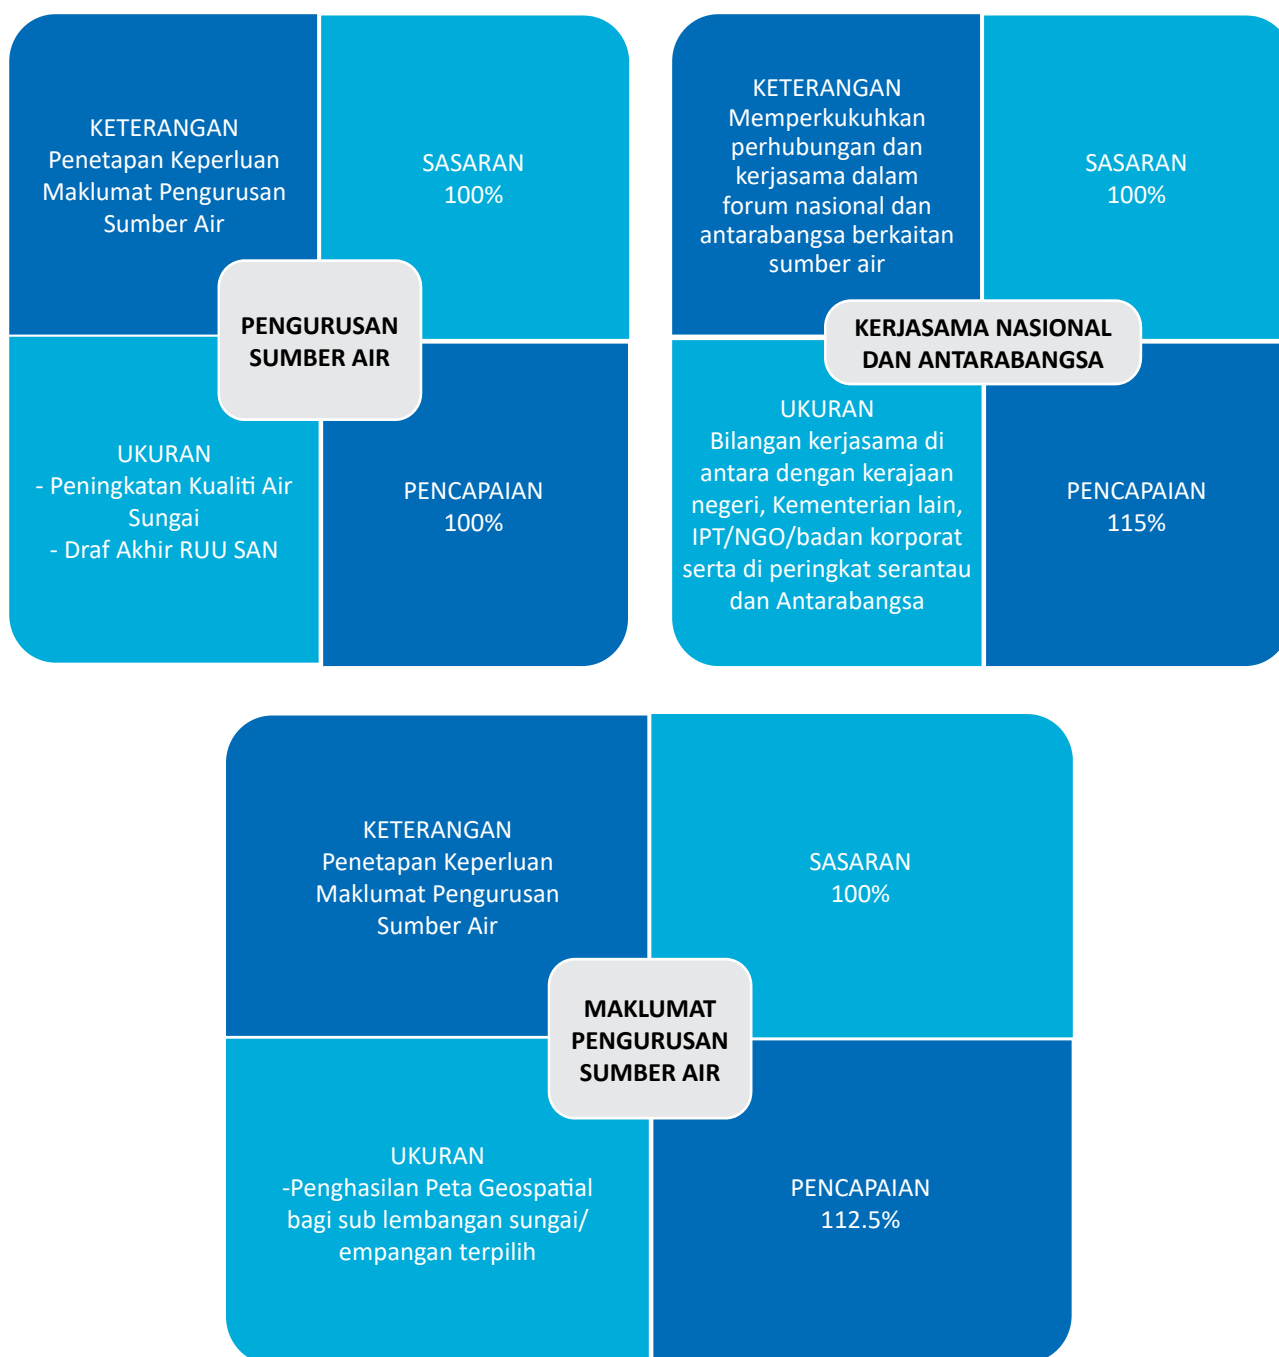 KETERANGAN
Penetapan Keperluan
Maklumat Pengurusan
Sumber Air
SASARAN
100%
PENGURUSAN
SUMBER AIR
UKURAN
- Peningkatan Kualiti Air
Sungai
- Draf Akhir RUU SAN
PENCAPAIAN
100%
KETERANGAN
Memperkukuhkan
perhubungan dan
kerjasama dalam
forum nasional dan
antarabangsa berkaitan
sumber air
SASARAN
100%
KERJASAMA NASIONAL
DAN ANTARABANGSA
UKURAN
Bilangan kerjasama di
antara dengan kerajaan
negeri, Kementerian lain,
IPT/NGO/badan korporat
serta di peringkat serantau
dan Antarabangsa
PENCAPAIAN
115%
KETERANGAN
Penetapan Keperluan
Maklumat Pengurusan
Sumber Air
SASARAN
100%
MAKLUMAT
PENGURUSAN
SUMBER AIR
UKURAN
-Penghasilan Peta Geospatial
bagi sub lembangan sungai/
empangan terpilih
PENCAPAIAN
112.5%